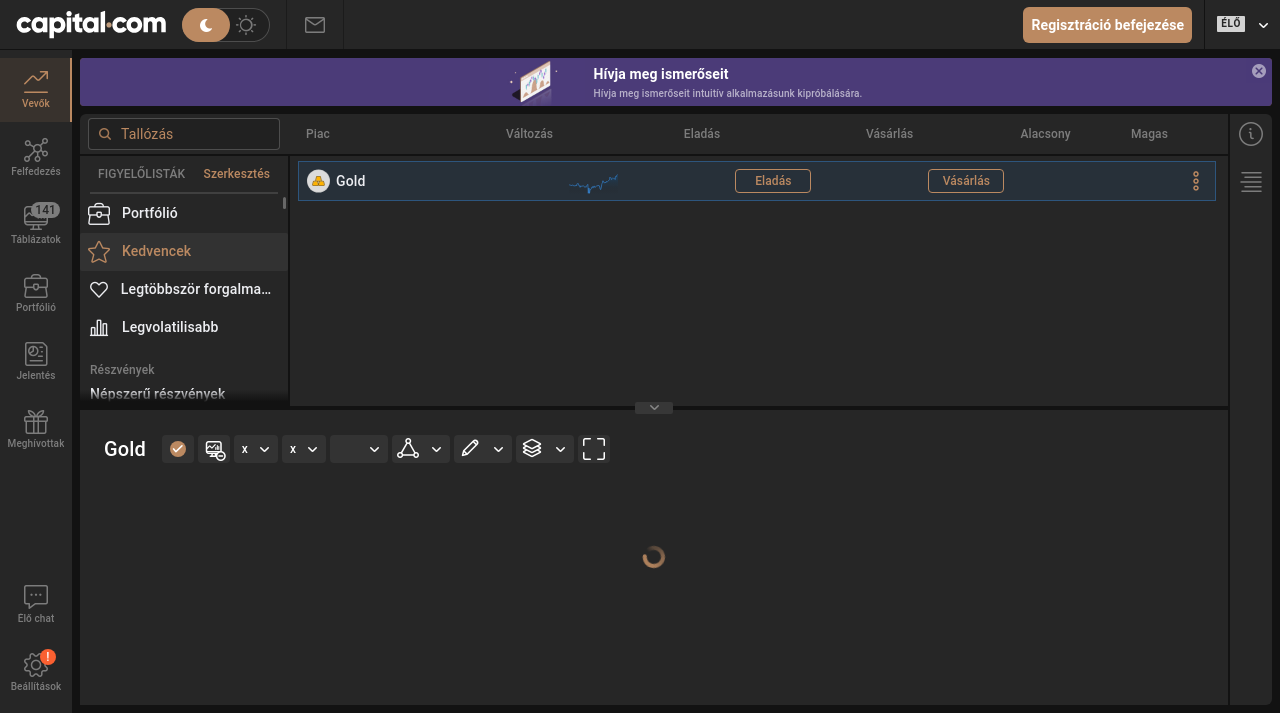 capital.com
Regisztráció befejezése
ÉLŐ
Hívja meg ismerőseit
Hívja meg ismerőseit intuitív alkalmazásunk kipróbálására.
Vevők
Felfedezés
141
Táblázatok
Portfólió
Jelentés
Meghívottak
Élő chat
!
Beállítások
Tallózás
FIGYELŐLISTÁK
Szerkesztés
Portfólió
Kedvencek
Legtöbbször forgalma...
Legvolatilisabb
Részvények
Népszerű részvények
Piac
Változás
Eladás
Vásárlás
Alacsony
Magas
Gold
Eladás
Vásárlás
Gold
x
x